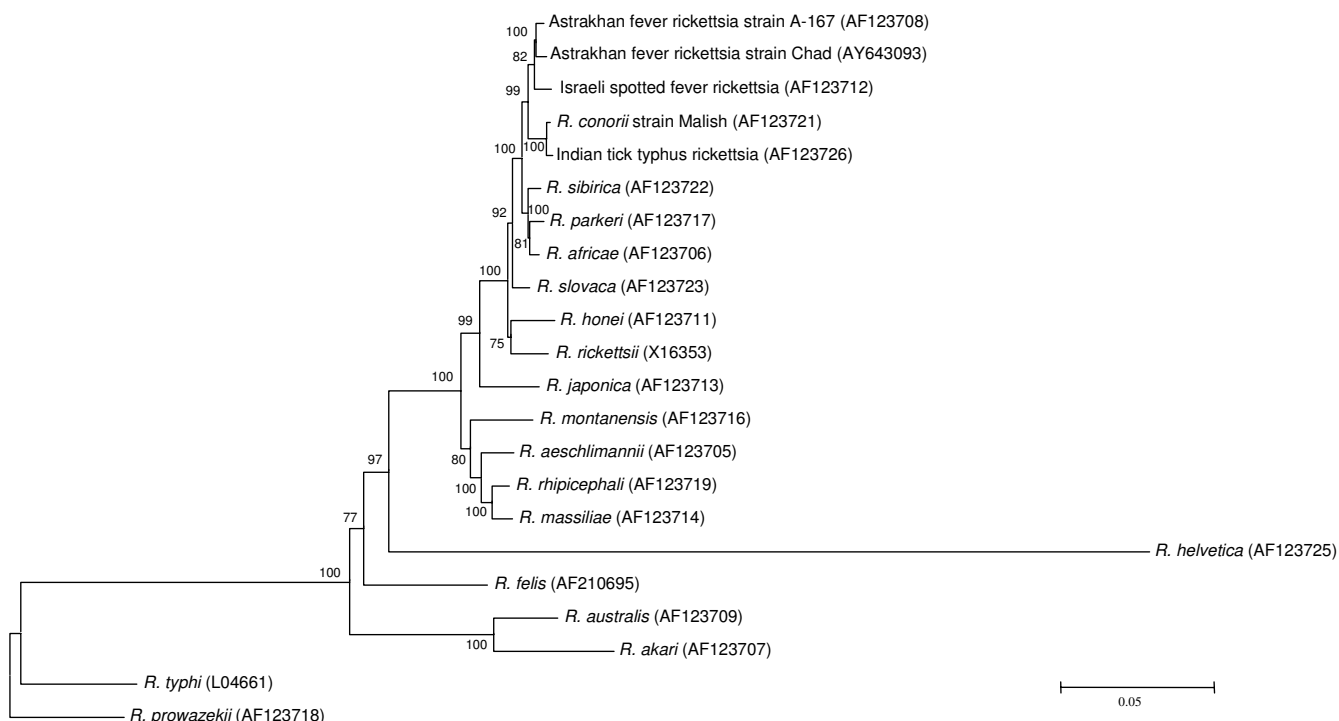 100
Astrakhan fever rickettsia strain A-167 (AF123708)
82
Astrakhan fever rickettsia strain Chad (AY643093)
99
Israeli spotted fever rickettsia (AF123712)
R. conorii strain Malish (AF123721)
100
100
Indian tick typhus rickettsia (AF123726)
R. sibirica (AF123722)
92
100
R. parkeri (AF123717)
81
R. africae (AF123706)
100
R. slovaca (AF123723)
99
R. honei (AF123711)
75
R. rickettsii (X16353)
100
R. japonica (AF123713)
R. montanensis (AF123716)
97
80
R. aeschlimannii (AF123705)
100
R. rhipicephali (AF123719)
100
77
R. massiliae (AF123714)
R. helvetica (AF123725)
100
R. felis (AF210695)
R. australis (AF123709)
100
R. akari (AF123707)
R. typhi (L04661)
0.05
R. prowazekii (AF123718)